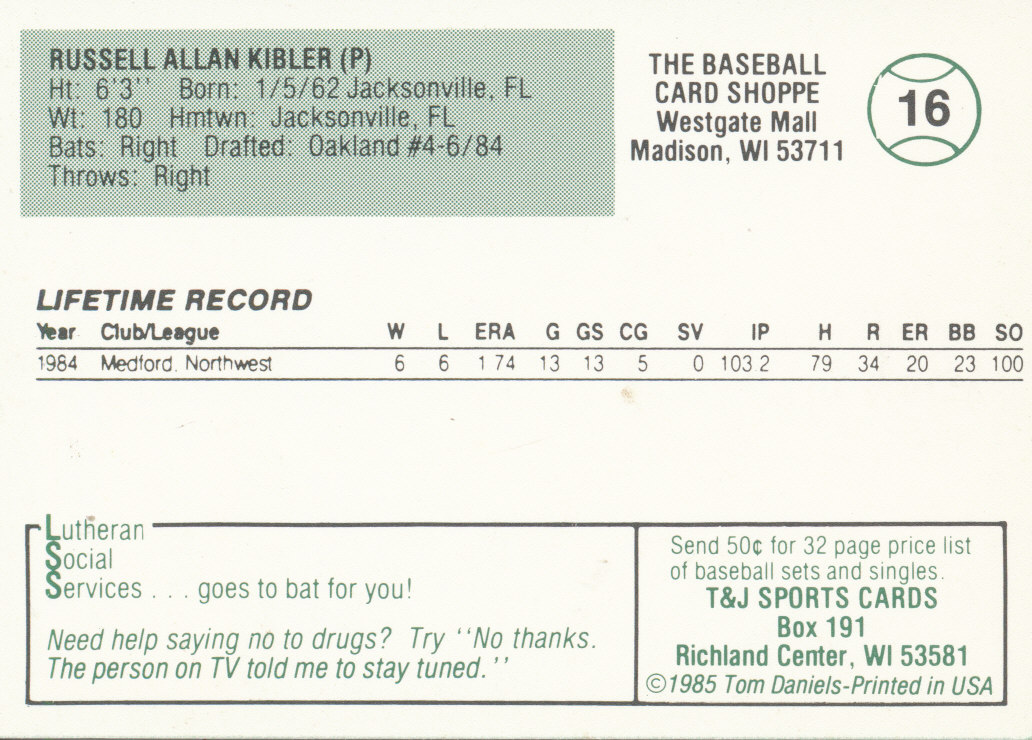 RUSSELL ALLAN KIBLER (P)
Ht: 6'3'' Born: 1/5/62 Jacksonville, FL
Wt: 180 Hmtwn: Jacksonville, FL
Bats: Right Drafted: Oakland #4-6/84
Throws: Right
THE BASEBALL
CARD SHOPPE
Westgate Mall
Madison, WI 53711
16
LIFETIME RECORD
Year Club/League W L ERA G GS CG SV IP H R ER BB SO
1984 Medford, Northwest 6 6 1.74 13 13 5 0 103.2 79 34 20 23 100
Lutheran
Social
Services . . . goes to bat for you!
Need help saying no to drugs? Try ''No thanks.
The person on TV told me to stay tuned.''
Send 50¢ for 32 page price list
of baseball sets and singles.
T&J SPORTS CARDS
Box 191
Richland Center, WI 53581
©1985 Tom Daniels-Printed in USA